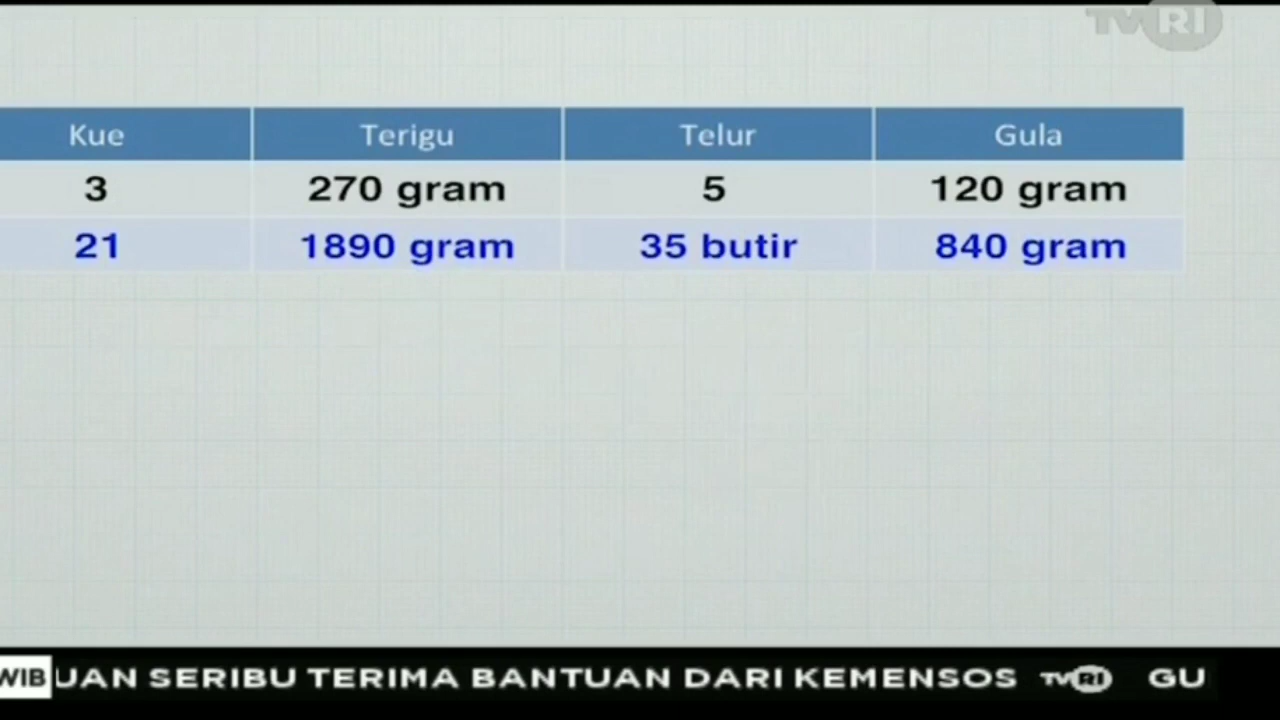 TVRI
Kue Terigu Telur Gula
3 270 gram 5 120 gram
21 1890 gram 35 butir 840 gram
WIB UAN SERIBU TERIMA BANTUAN DARI KEMENSOS TVRI GU